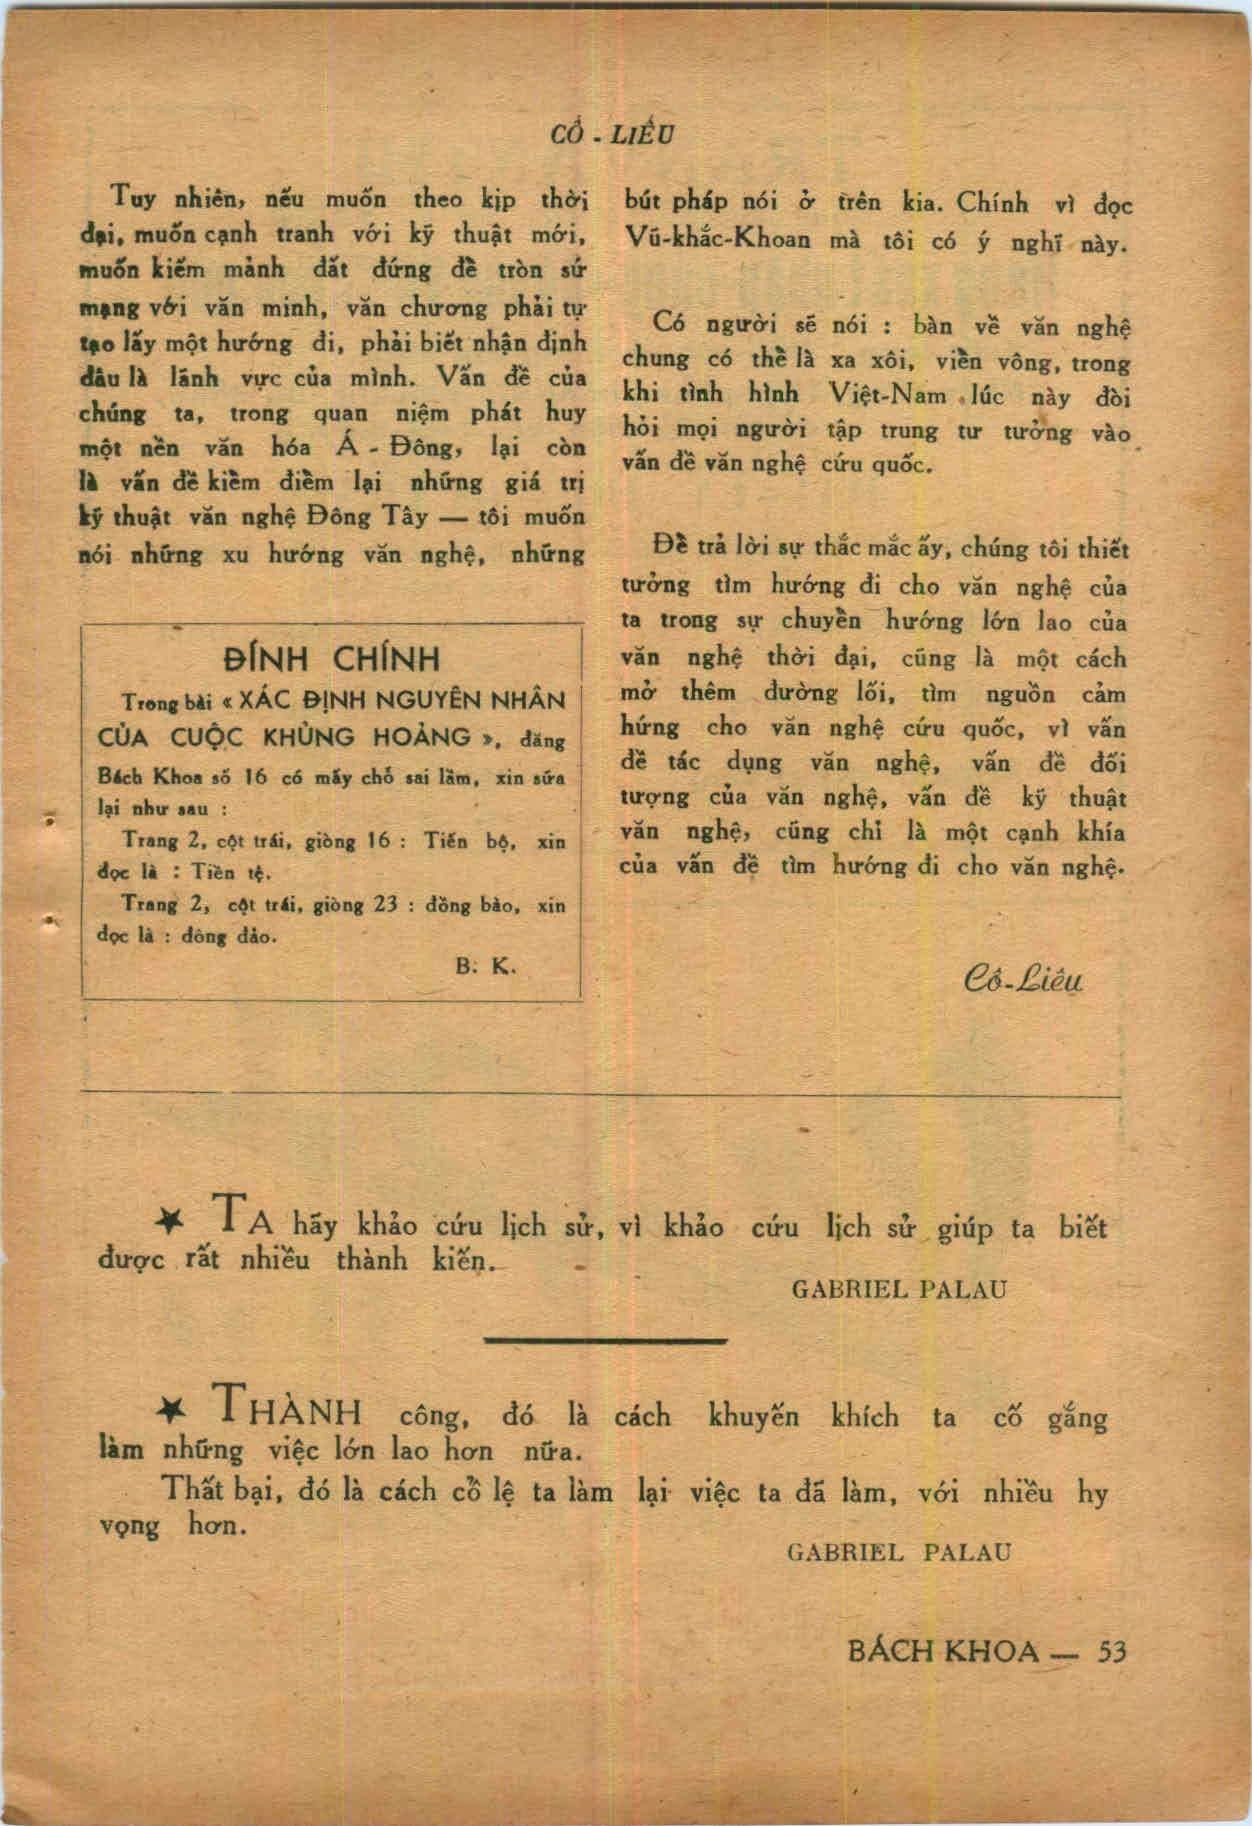 CÔ - LIÊU
Tuy nhiên, nếu muốn theo kịp thời
đại, muốn cạnh tranh với kỹ thuật mới,
muốn kiếm mảnh đất đứng để tròn sứ
mạng với văn minh, văn chương phải tự
tạo lấy một hướng đi, phải biết nhận định
đâu là lãnh vực của mình. Vấn đề của
chúng ta, trong quan niệm phát huy
một nền văn hóa Á - Đông, lại còn
là vấn đề kiểm điểm lại những giá trị
kỹ thuật văn nghệ Đông Tây — tôi muốn
nói những xu hướng văn nghệ, những
ĐÍNH CHÍNH
Trong bài « XÁC ĐỊNH NGUYÊN NHÂN
CỦA CUỘC KHỦNG HOẢNG », đăng
Bách Khoa số 16 có mấy chỗ sai lầm, xin sửa
lại như sau :
Trang 2, cột trái, giòng 16 : Tiến bộ, xin
đọc là : Tiền tệ.
Trang 2, cột trái, giòng 23 : đồng bào, xin
đọc là : đông đảo.
B. K.
bút pháp nói ở trên kia. Chính vì đọc
Vũ-khắc-Khoan mà tôi có ý nghĩ này.
Có người sẽ nói : bàn về văn nghệ
chung có thể là xa xôi, viển vông, trong
khi tình hình Việt-Nam lúc này đòi
hỏi mọi người tập trung tư tưởng vào
vấn đề văn nghệ cứu quốc.
Để trả lời sự thắc mắc ấy, chúng tôi thiết
tưởng tìm hướng đi cho văn nghệ của
ta trong sự chuyển hướng lớn lao của
văn nghệ thời đại, cũng là một cách
mở thêm đường lối, tìm nguồn cảm
hứng cho văn nghệ cứu quốc, vì vấn
đề tác dụng văn nghệ, vấn đề đối
tượng của văn nghệ, vấn đề kỹ thuật
văn nghệ, cũng chỉ là một cạnh khía
của vấn đề tìm hướng đi cho văn nghệ.
Cô-Liêu
★ TA hãy khảo cứu lịch sử, vì khảo cứu lịch sử giúp ta biết
được rất nhiều thành kiến.
GABRIEL PALAU
★ THÀNH công, đó là cách khuyến khích ta cố gắng
làm những việc lớn lao hơn nữa.
Thất bại, đó là cách cổ lệ ta làm lại việc ta đã làm, với nhiều hy
vọng hơn.
GABRIEL PALAU
BÁCH KHOA — 53